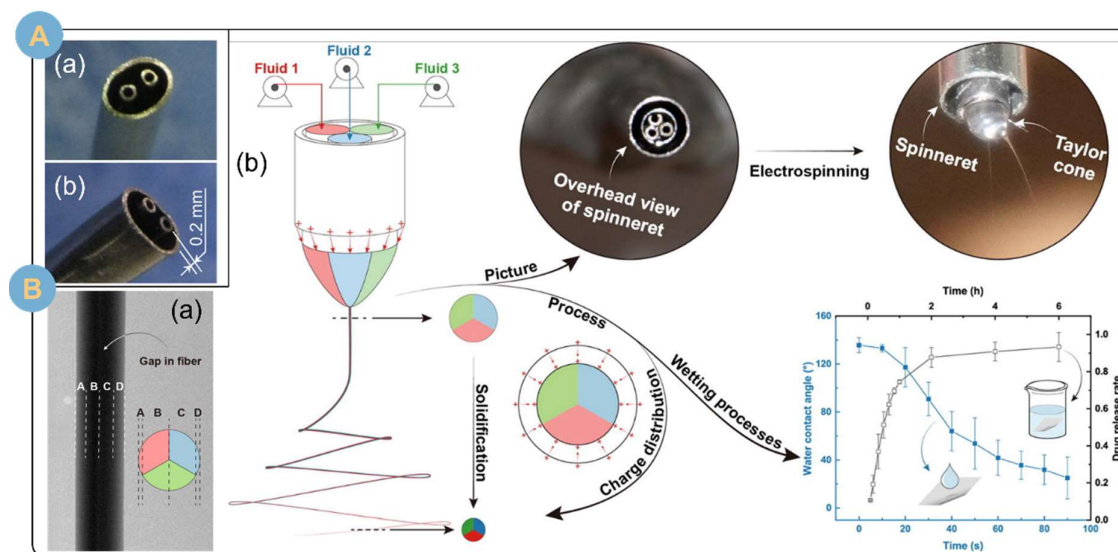 A
(a)
(b)
0.2 mm
B
(a)
Gap in fiber
A B C D
A B C D
(b)
Fluid 1
Fluid 2
Fluid 3
Overhead view
of spinneret
Electrospinning
Spinneret
Taylor
cone
Picture
Process
Wetting processes
Charge distribution
Solidification
Time (h)
0 2 4 6
Water contact angle (°)
160
120
80
40
0
Drug release rate
1.0
0.8
0.6
0.4
0.2
0.0
0 20 40 60 80 100
Time (s)